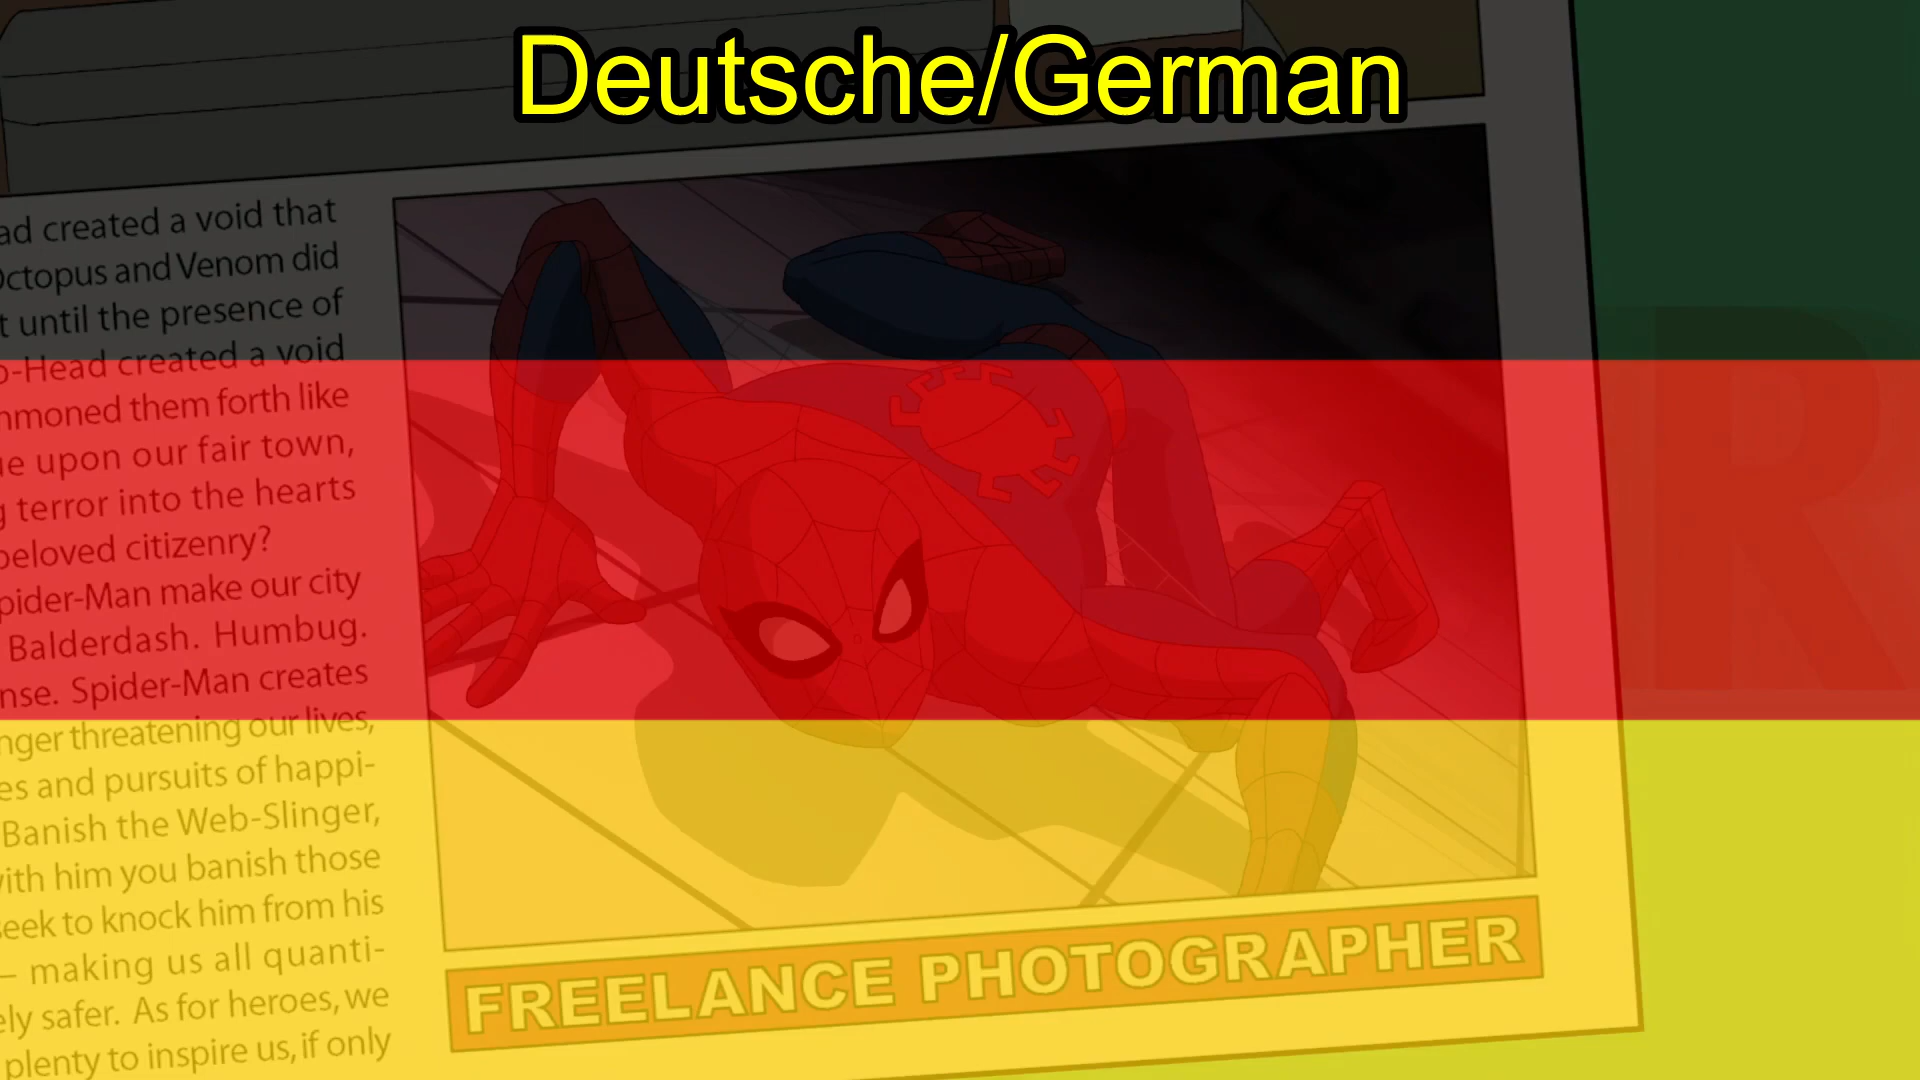 Deutsche/German
created a void that
and Venom did
until the presence of
-Head created a void
them forth like
upon our fair town,
terror into the hearts
beloved citizenry?
pider-Man make our city
Balderdash. Humbug.
nse. Spider-Man creates
nger threatening our lives,
es and pursuits of happi-
Banish the Web-Slinger,
with him you banish those
seek to knock him from his
– making us all quanti-
ely safer. As for heroes, we
plenty to inspire us, if only
FREELANCE PHOTOGRAPHER
R